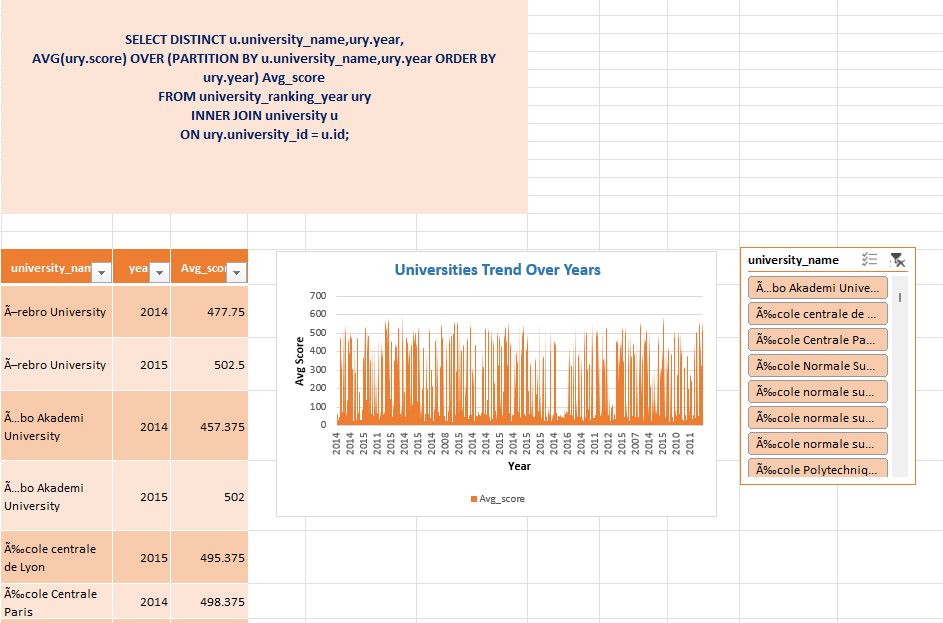 SELECT DISTINCT u.university_name,ury.year,
AVG(ury.score) OVER (PARTITION BY u.university_name,ury.year ORDER BY
ury.year) Avg_score
FROM university_ranking_year ury
INNER JOIN university u
ON ury.university_id = u.id;
university_nam yea Avg_scor
Ã–rebro University 2014 477.75
Ã–rebro University 2015 502.5
Ã…bo Akademi
University 2014 457.375
Ã…bo Akademi
University 2015 502
Ã‰cole centrale
de Lyon 2015 495.375
Ã‰cole Centrale
Paris 2014 498.375
Universities Trend Over Years
700
600
500
400
300
200
100
0
Avg Score
2014 2014 2015 2011 2015 2014 2015 2014 2008 2015 2014 2014 2015 2014 2015 2015 2014 2016 2014 2011 2012 2015 2007 2014 2015 2010 2011
Year
Avg_score
university_name
Ã…bo Akademi Unive...
Ã‰cole centrale de ...
Ã‰cole Centrale Pa...
Ã‰cole Normale Su...
Ã‰cole normale su...
Ã‰cole normale su...
Ã‰cole normale su...
Ã‰cole Polytechniq...